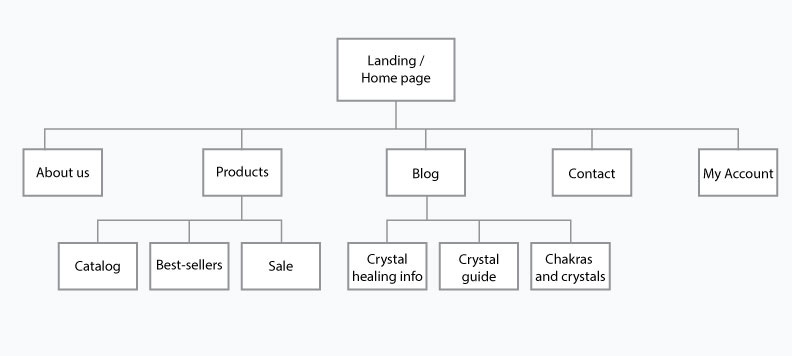 Landing /
Home page
About us
Products
Blog
Contact
My Account
Catalog
Best-sellers
Sale
Crystal
healing info
Crystal
guide
Chakras
and crystals